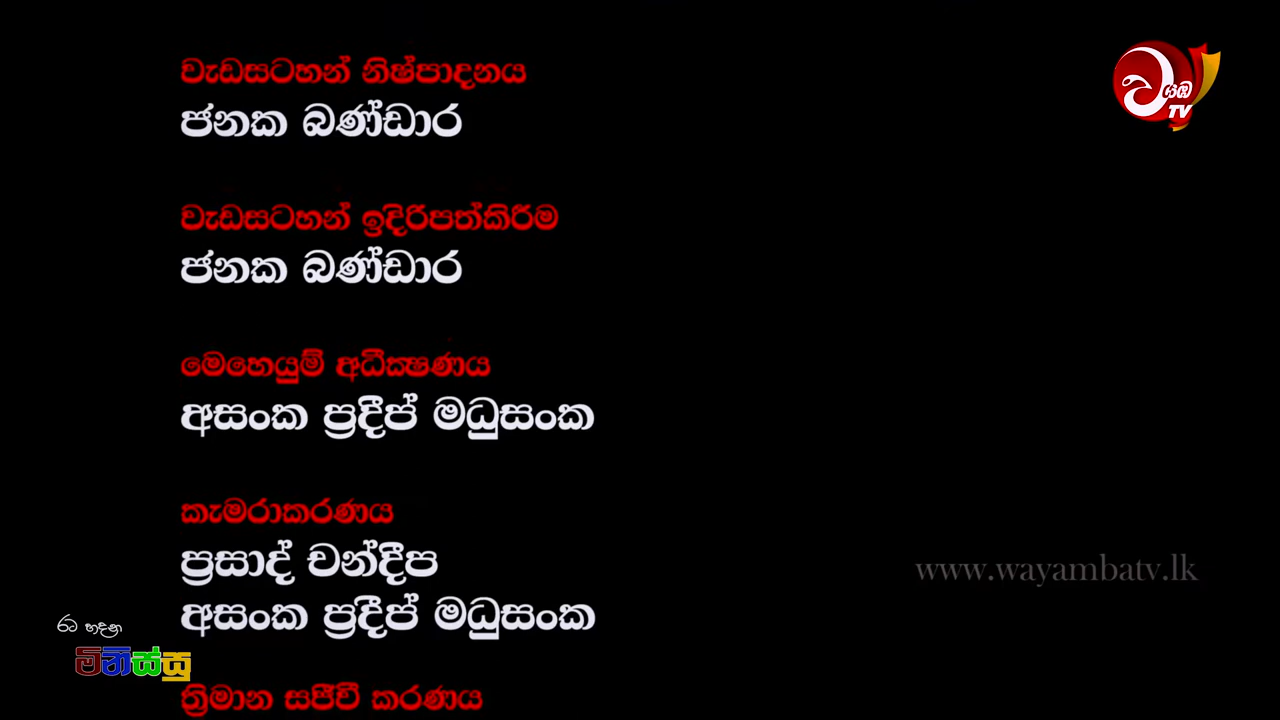 වැඩසටහන් නිෂ්පාදනය
ජනක බණ්ඩාර
වැඩසටහන් ඉදිරිපත්කිරීම
ජනක බණ්ඩාර
මෙහෙයුම් අධීක්‍ෂණය
අසංක ප්‍රදීප් මධුසංක
කැමරාකරණය
ප්‍රසාද් චන්දීප
අසංක ප්‍රදීප් මධුසංක
ත්‍රිමාන සජීවී කරණය
වයඹ
TV
www.wayambatv.lk
රට හදන
මිනිස්සු